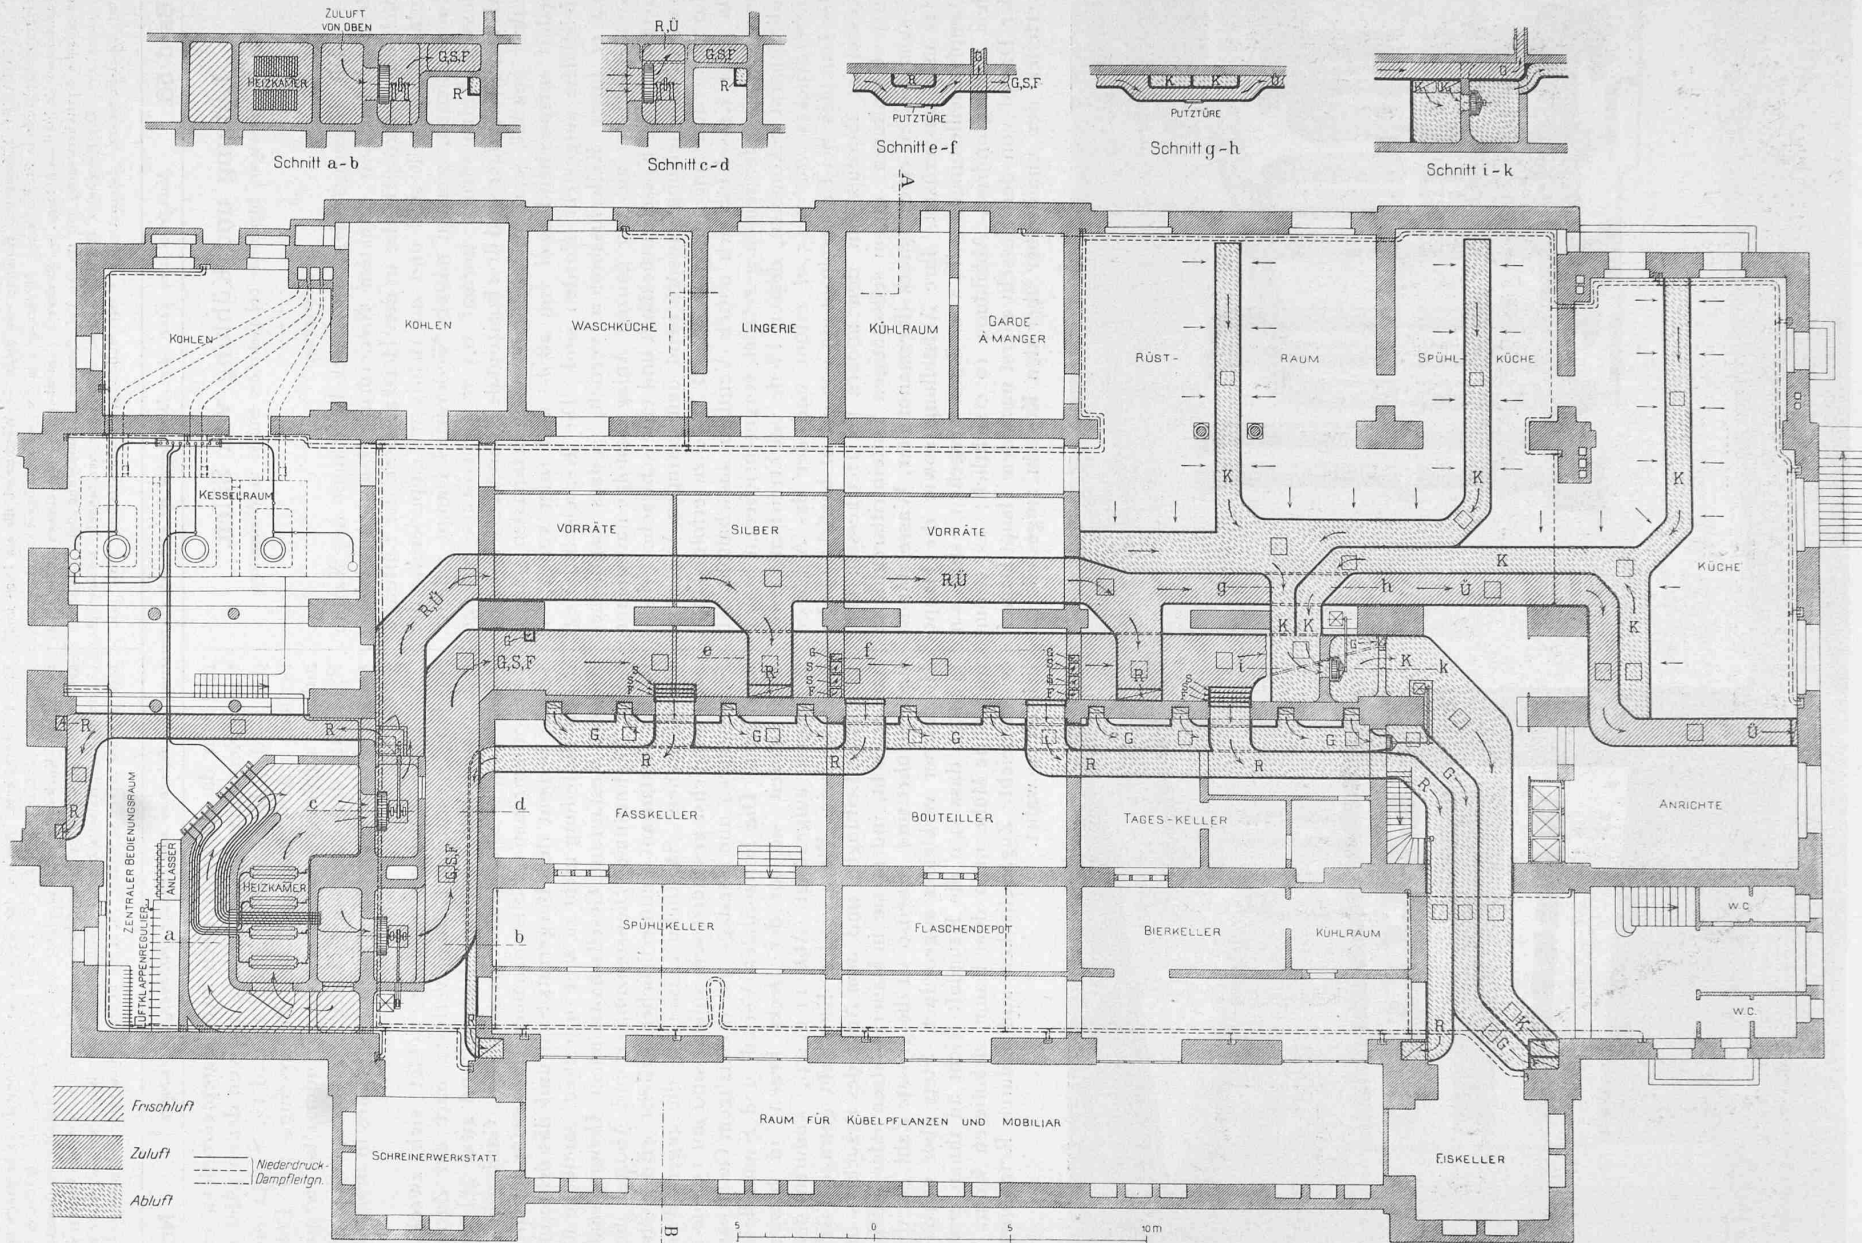 ZULUFT
VON OBEN
HEIZKAMER
G,S,F
R
Schnitt a-b
R,Ü
G,S,F
R
Schnitt c-d
R
G
G,S,F
PUTZTÜRE
Schnitt e-f
K K Ü
PUTZTÜRE
Schnitt g-h
K K G
Schnitt i-k
A
KOHLEN
KOHLEN
WASCHKÜCHE
LINGERIE
KÜHLRAUM
GARDE
À MANGER
RÜST-
RAUM
SPÜHL-
KÜCHE
KESSELRAUM
VORRÄTE
SILBER
VORRÄTE
K
K
K
KÜCHE
R,Ü
R,Ü
g
h
Ü
K
K K
K
G
G,S,F
e
R
f
G
S
S
F
R
G
S
S
F
i
G
K
k
S
F
S
F
R
R
G
G
G
G
G
R
R
R
R
Ü
R
c
d
FASSKELLER
BOUTEILLER
TAGES-KELLER
R
ANRICHTE
ZENTRALER BEDIENUNGSRAUM
ANLASSER
LUFTKLAPPENREGULIER
HEIZKAMER
G,S,F
a
b
SPÜHLKELLER
FLASCHENDEPOT
BIERKELLER
KÜHLRAUM
W.C.
W.C.
R
R
G
K
Frischluft
Zuluft
Abluft
Niederdruck-
Dampfleitgn.
SCHREINERWERKSTATT
RAUM FÜR KÜBELPFLANZEN UND MOBILIAR
EISKELLER
B
5 0 5 10 m